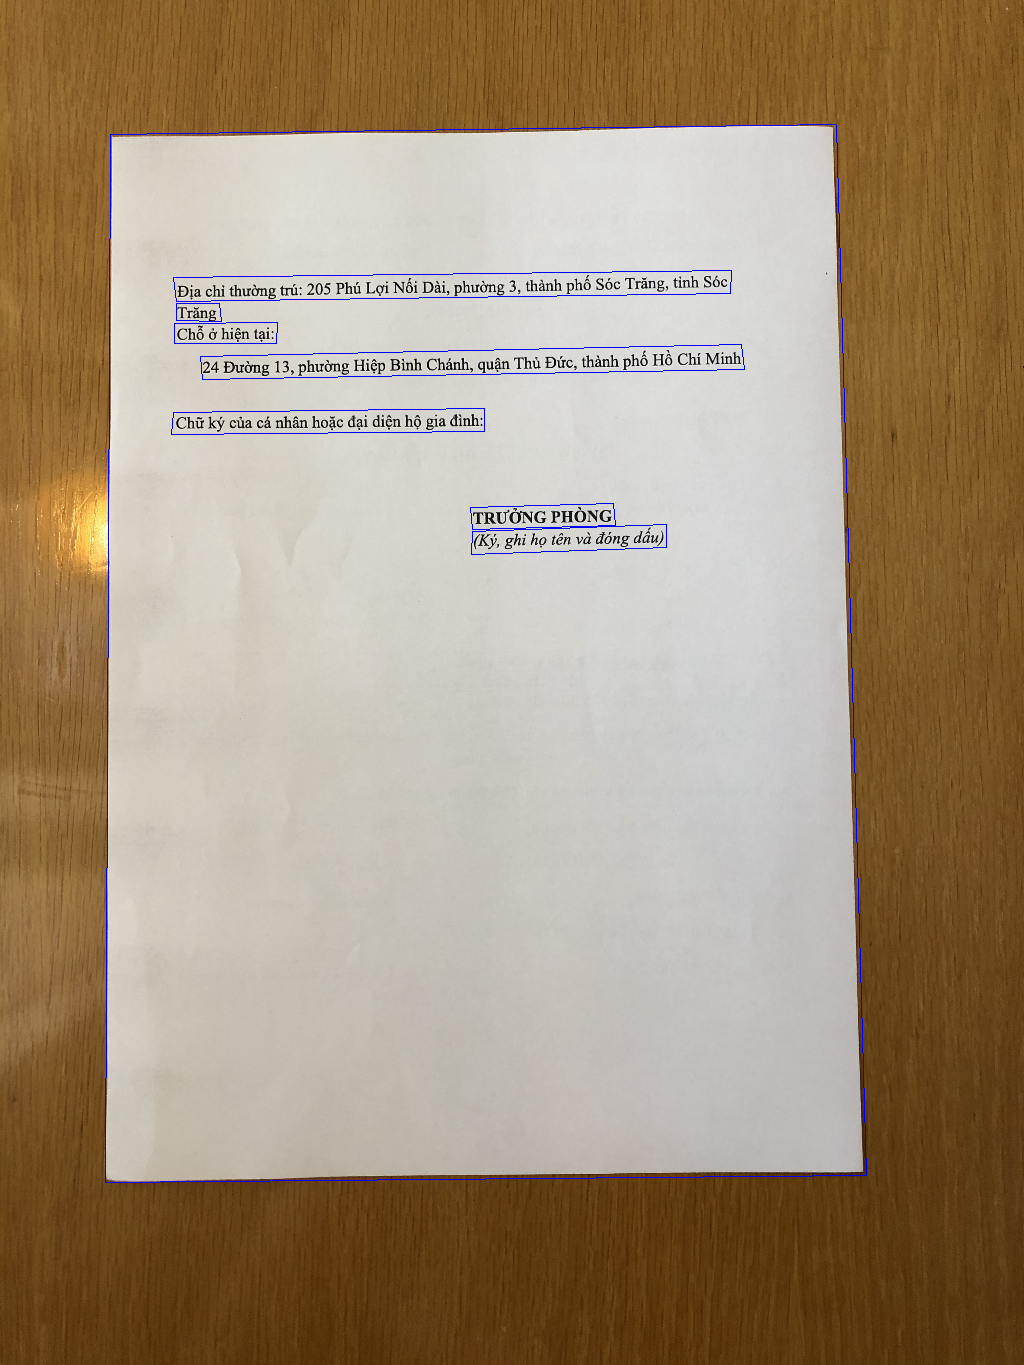 Địa chỉ thường trú: 205 Phú Lợi Nối Dài, phường 3, thành phố Sóc Trăng, tỉnh Sóc
Trăng
Chỗ ở hiện tại:
24 Đường 13, phường Hiệp Bình Chánh, quận Thủ Đức, thành phố Hồ Chí Minh
Chữ ký của cá nhân hoặc đại diện hộ gia đình:
TRƯỞNG PHÒNG
(Ký, ghi họ tên và đóng dấu)